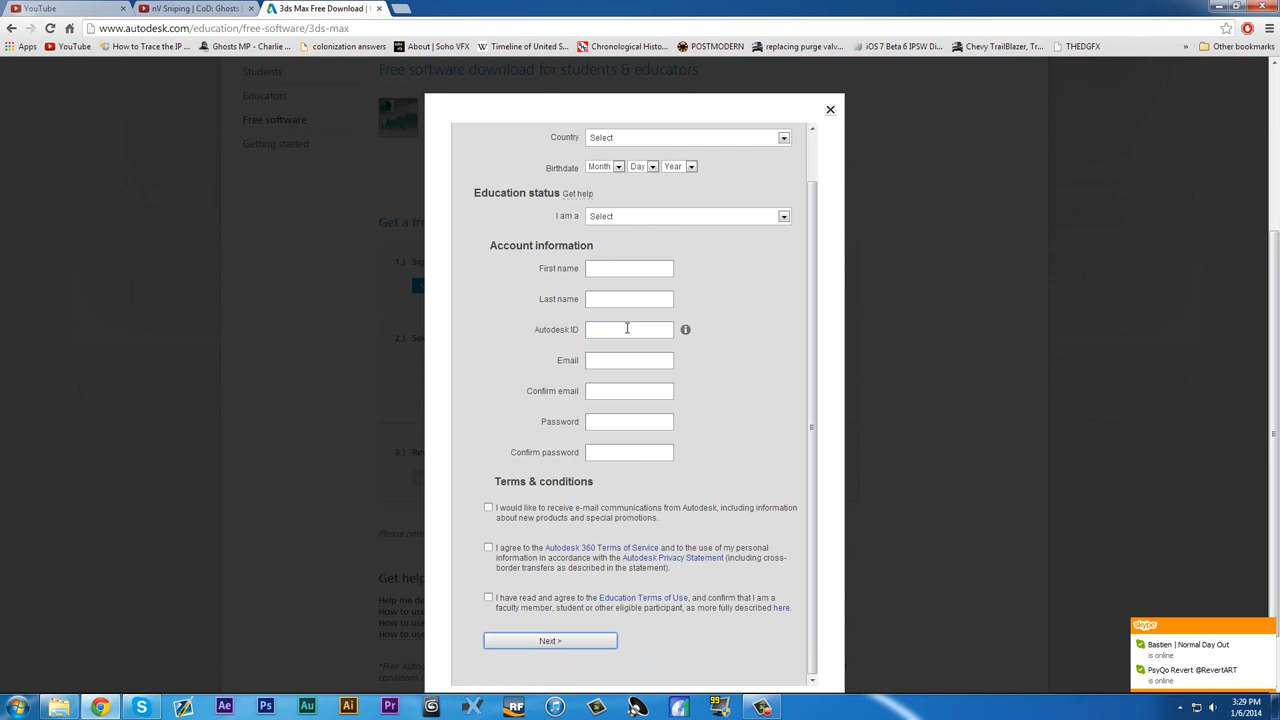 YouTube
nV Sniping | CoD: Ghosts |
3ds Max Free Download |
www.autodesk.com/education/free-software/3ds-max
Apps
YouTube
How to Trace the IP ...
Ghosts MP - Charlie ...
colonization answers
About | Soho VFX
Timeline of United S...
Chronological Histo...
POSTMODERN
replacing purge valv...
iOS 7 Beta 6 IPSW Di...
Chevy TrailBlazer, Tr...
THEDGFX
»
Other bookmarks
Students
Educators
Free software
Getting started
Free software download for students & educators
Get a f
1.)
2.)
3.)
Get help
Help me de
How to use
How to use
How to use
Country
Select
Birthdate
Month
Day
Year
Education status Get help
I am a
Select
Account information
First name
Last name
Autodesk ID
Email
Confirm email
Password
Confirm password
Terms & conditions
I would like to receive e-mail communications from Autodesk, including information
about new products and special promotions.
I agree to the Autodesk 360 Terms of Service and to the use of my personal
information in accordance with the Autodesk Privacy Statement (including cross-
border transfers as described in the statement).
I have read and agree to the Education Terms of Use, and confirm that I am a
faculty member, student or other eligible participant, as more fully described here.
Next >
skype
Bastien | Normal Day Out
is online
PsyQo Revert @RevertART
is online
Ae
Ps
Au
Ai
Pr
RF
99
3:29 PM
1/6/2014